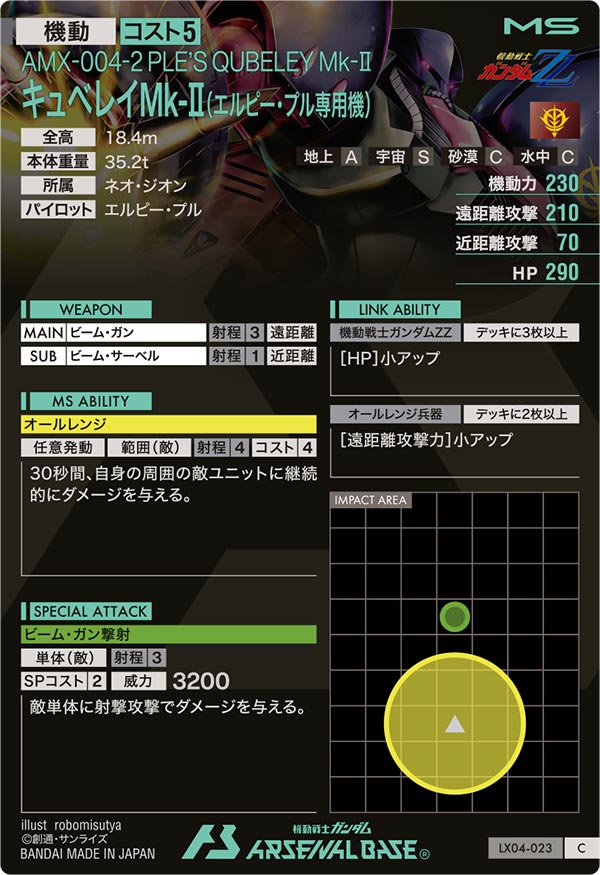 機動 コスト5 MS
AMX-004-2 PLE'S QUBELEY Mk-II
機動戦士ガンダムZZ
キュベレイMk-II(エルピー・プル専用機)
全高 18.4m
本体重量 35.2t
所属 ネオ・ジオン
パイロット エルピー・プル
地上 A 宇宙 S 砂漠 C 水中 C
機動力 230
遠距離攻撃 210
近距離攻撃 70
HP 290
WEAPON
MAIN ビーム・ガン 射程 3 遠距離
SUB ビーム・サーベル 射程 1 近距離
MS ABILITY
オールレンジ
任意発動 範囲(敵) 射程 4 コスト 4
30秒間、自身の周囲の敵ユニットに継続
的にダメージを与える。
SPECIAL ATTACK
ビーム・ガン撃射
単体(敵) 射程 3
SPコスト 2 威力 3200
敵単体に射撃攻撃でダメージを与える。
LINK ABILITY
機動戦士ガンダムZZ デッキに3枚以上
[HP]小アップ
オールレンジ兵器 デッキに2枚以上
[遠距離攻撃力]小アップ
IMPACT AREA
illust robomisutya
©創通・サンライズ
BANDAI MADE IN JAPAN
機動戦士ガンダム
ARSENAL BASE®
LX04-023 C